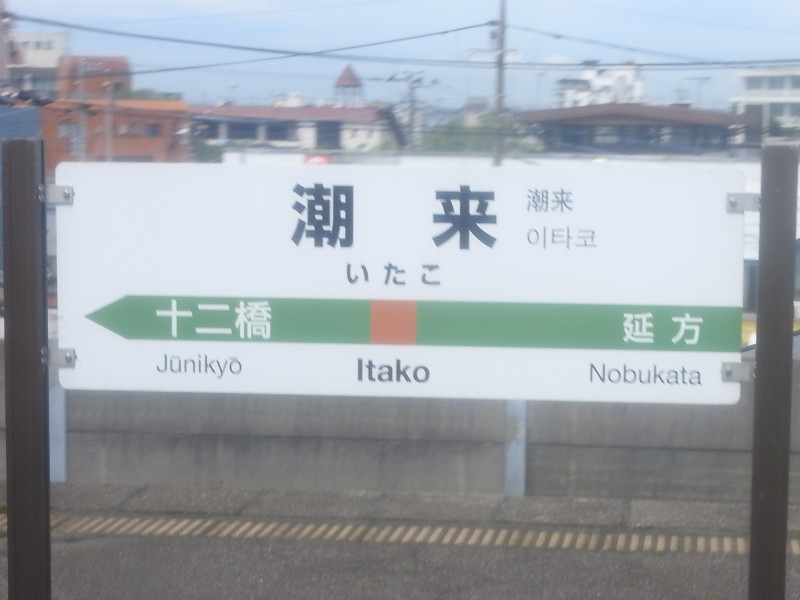 潮来
潮来
이타코
いたこ
十二橋 延方
Jūnikyō Itako Nobukata